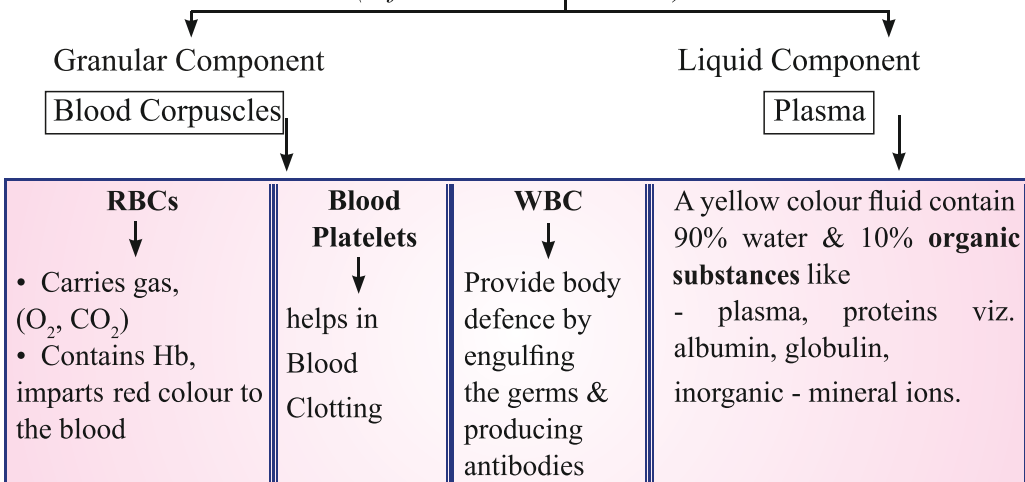 Granular Component
Liquid Component
Blood Corpuscles
Plasma
RBCs
• Carries gas,
(O₂, CO₂)
• Contains Hb,
imparts red colour to
the blood
Blood
Platelets
helps in
Blood
Clotting
WBC
Provide body
defence by
engulfing
the germs &
producing
antibodies
A yellow colour fluid contain
90% water & 10% organic
substances like
- plasma, proteins viz.
albumin, globulin,
inorganic - mineral ions.